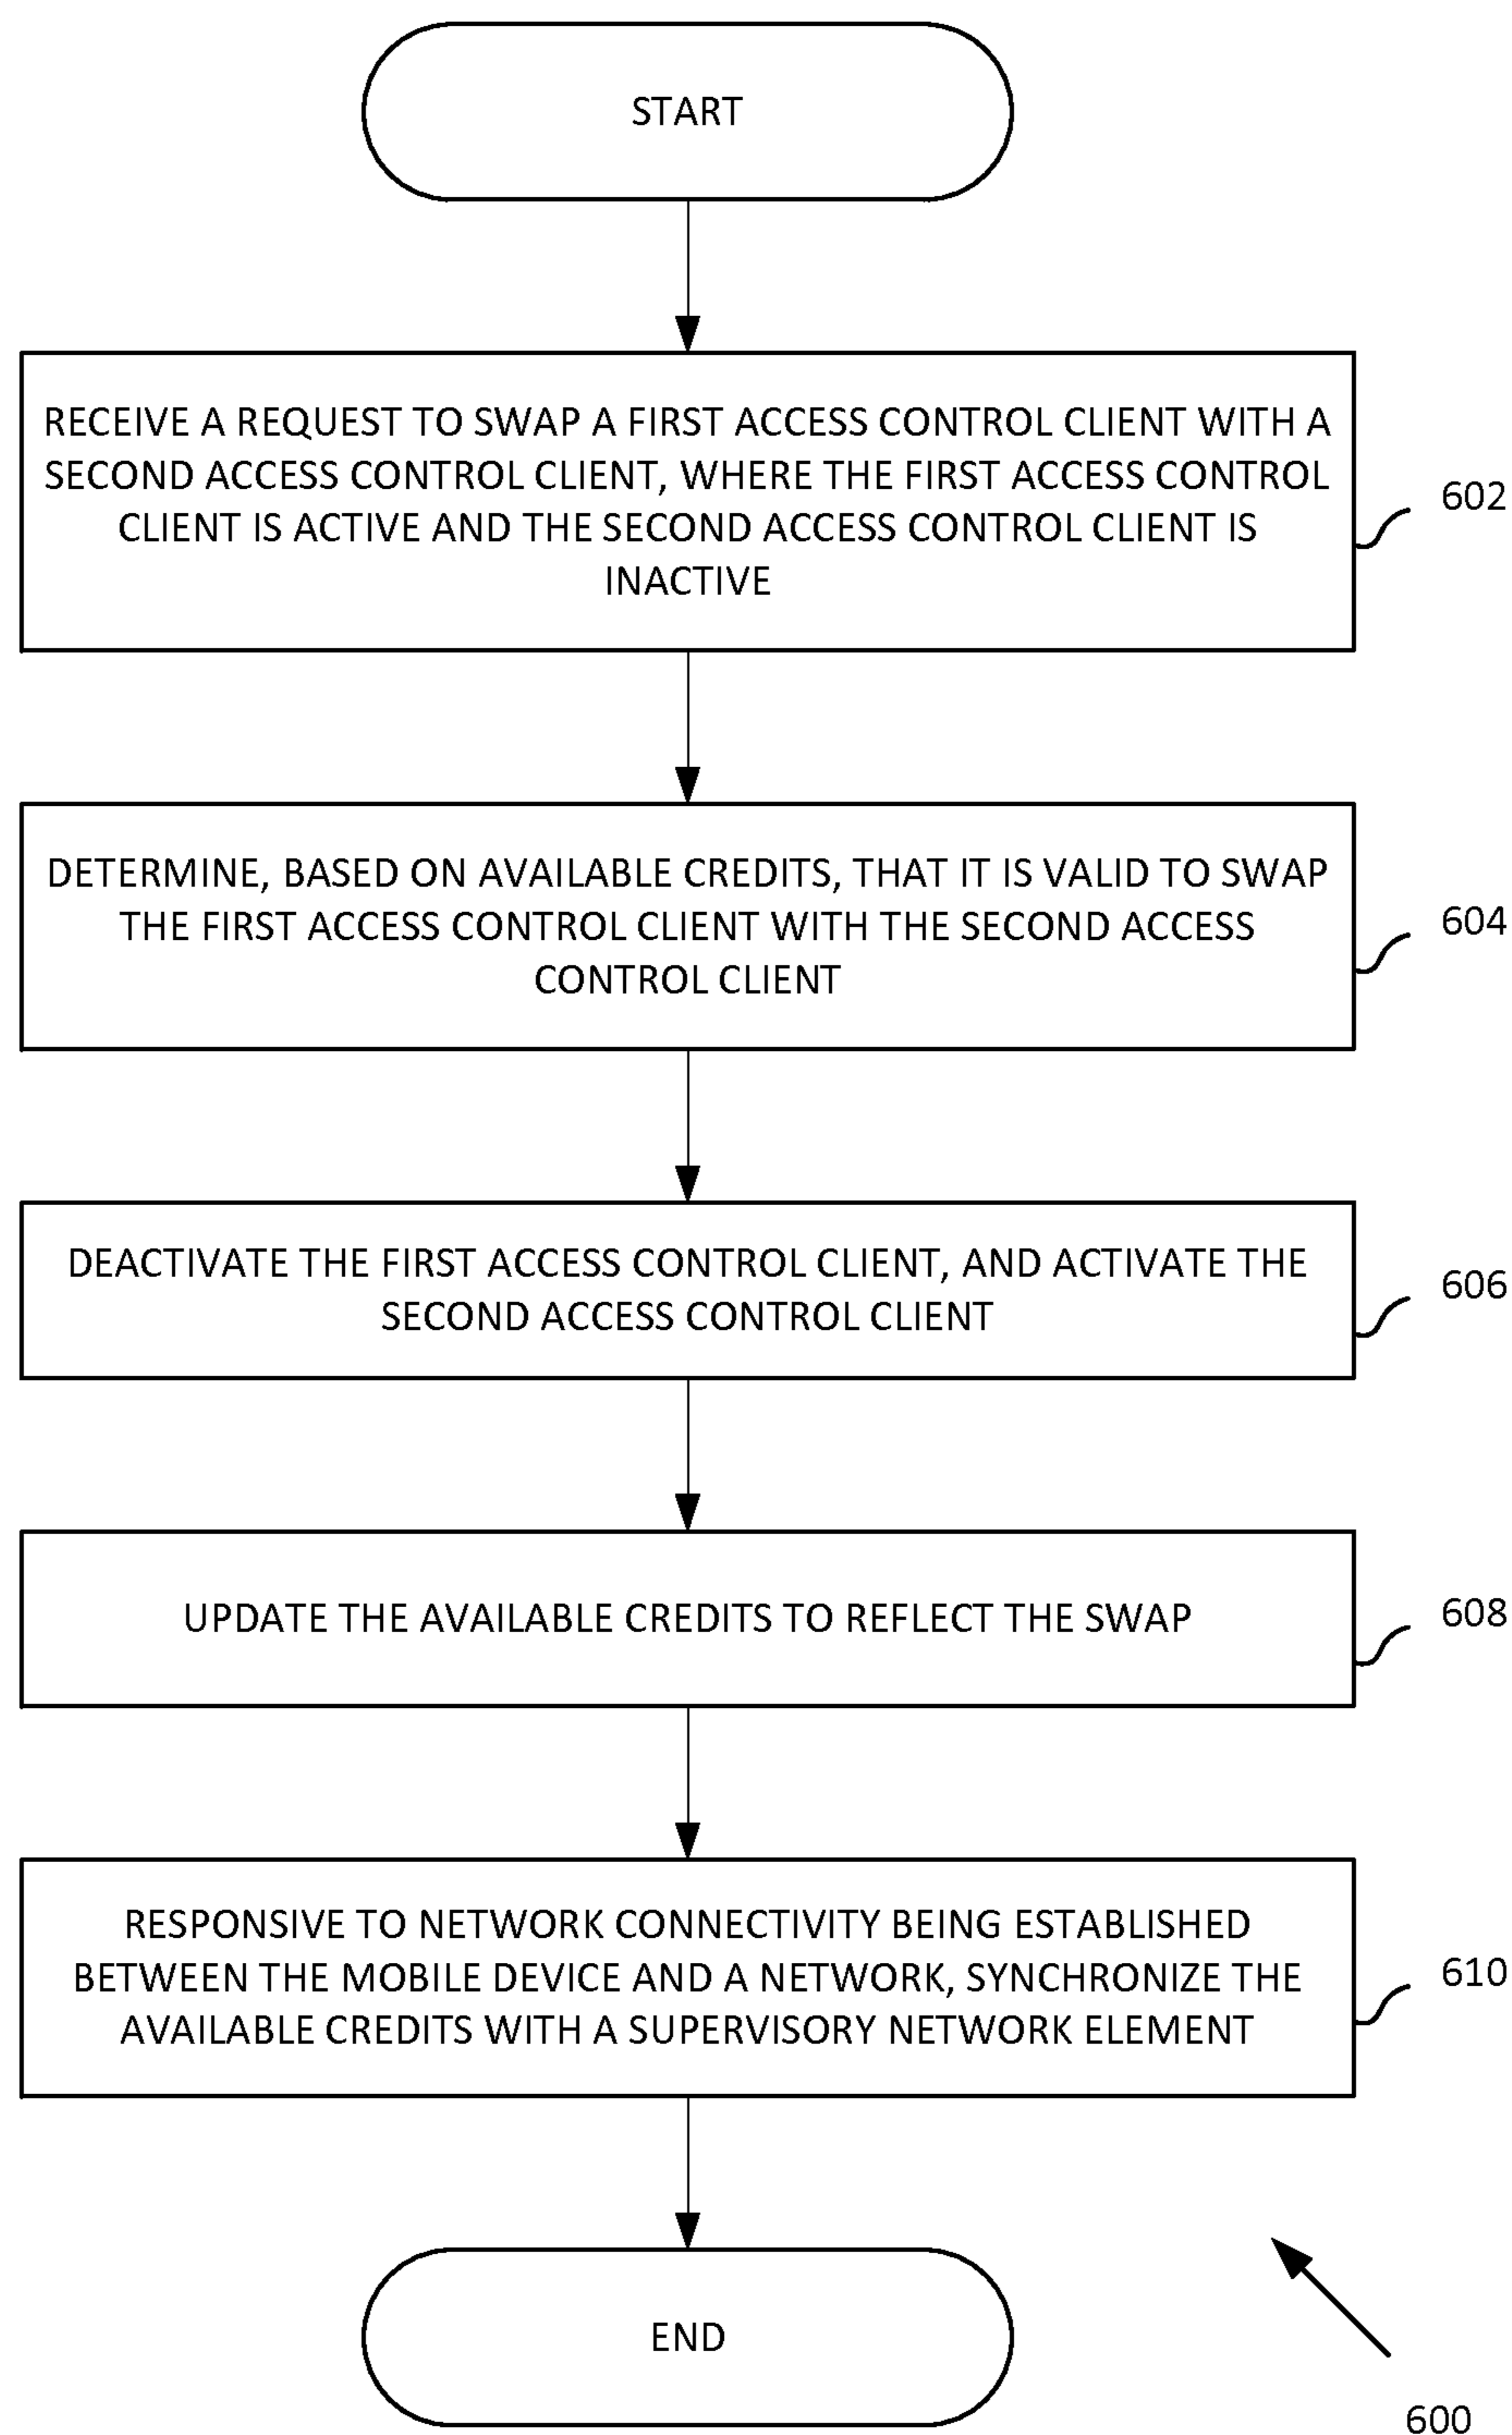 START
RECEIVE A REQUEST TO SWAP A FIRST ACCESS CONTROL CLIENT WITH A
SECOND ACCESS CONTROL CLIENT, WHERE THE FIRST ACCESS CONTROL
CLIENT IS ACTIVE AND THE SECOND ACCESS CONTROL CLIENT IS
INACTIVE
602
DETERMINE, BASED ON AVAILABLE CREDITS, THAT IT IS VALID TO SWAP
THE FIRST ACCESS CONTROL CLIENT WITH THE SECOND ACCESS
CONTROL CLIENT
604
DEACTIVATE THE FIRST ACCESS CONTROL CLIENT, AND ACTIVATE THE
SECOND ACCESS CONTROL CLIENT
606
UPDATE THE AVAILABLE CREDITS TO REFLECT THE SWAP
608
RESPONSIVE TO NETWORK CONNECTIVITY BEING ESTABLISHED
BETWEEN THE MOBILE DEVICE AND A NETWORK, SYNCHRONIZE THE
AVAILABLE CREDITS WITH A SUPERVISORY NETWORK ELEMENT
610
END
600